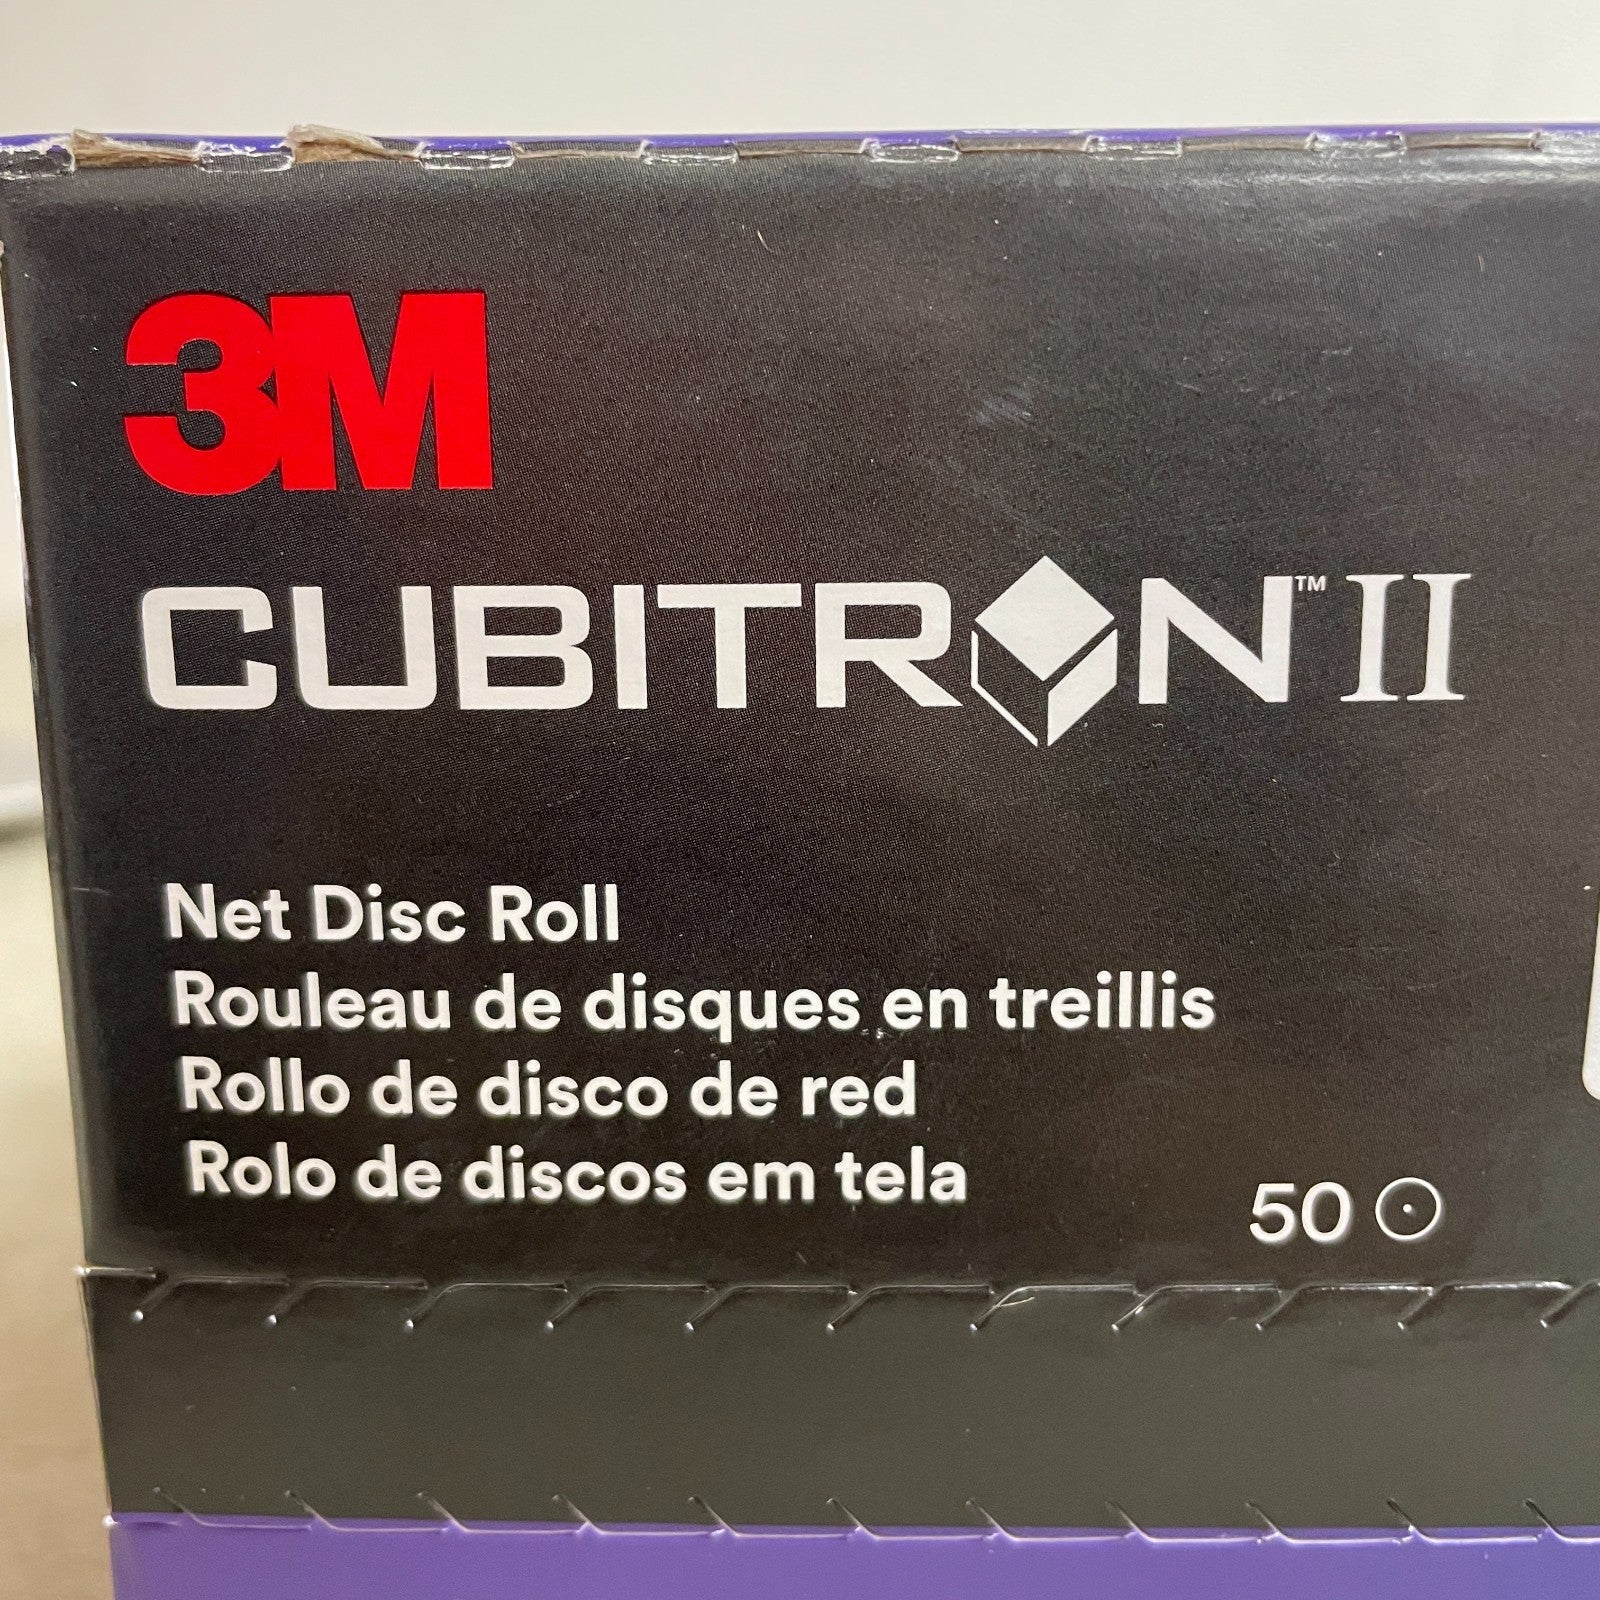 3M
CUBITRON™ II
Net Disc Roll
Rouleau de disques en treillis
Rollo de disco de red
Rolo de discos em tela
50